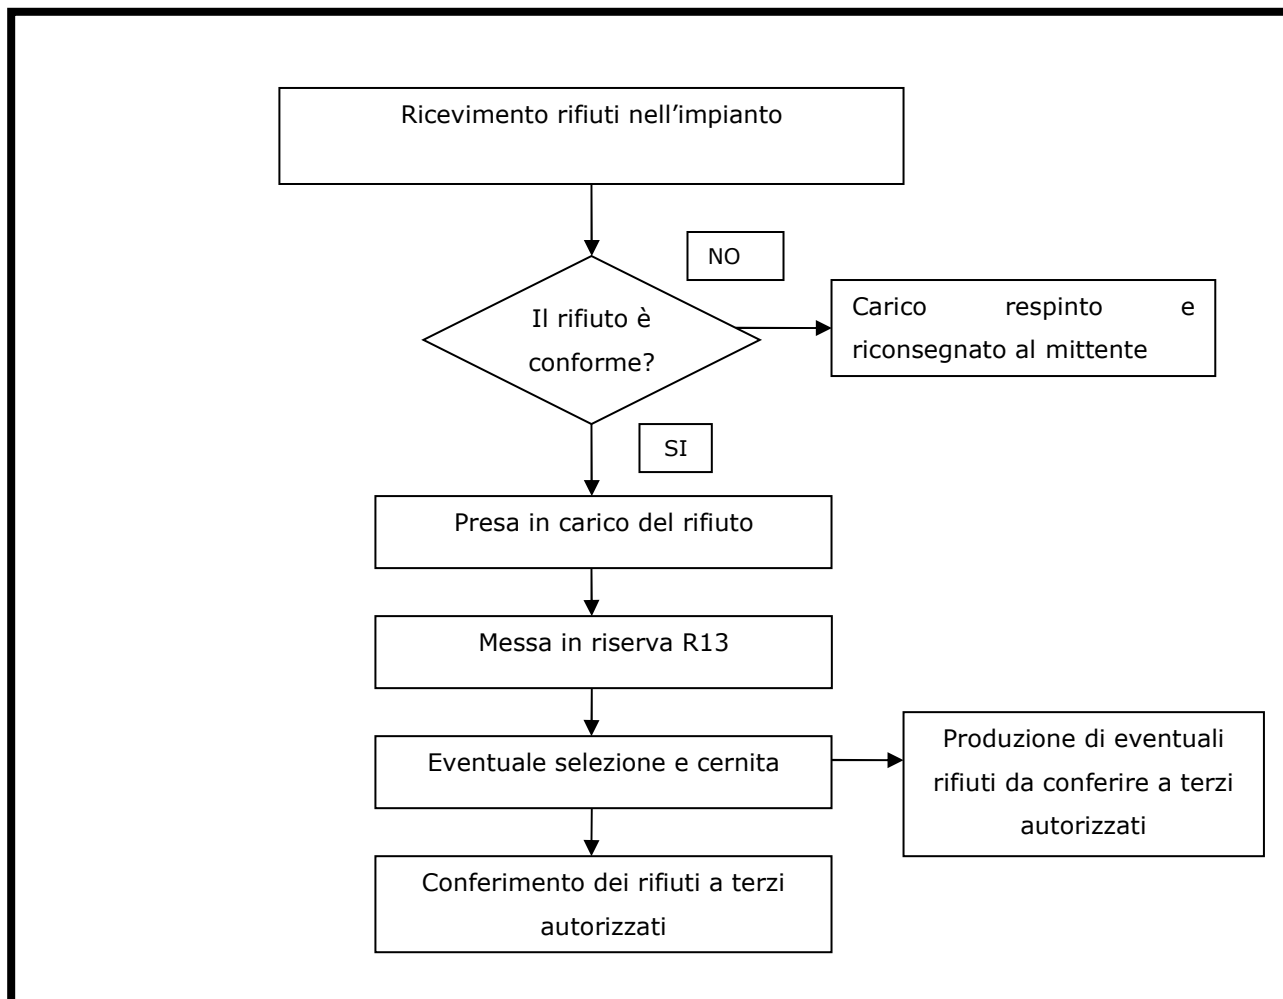 Ricevimento rifiuti nell’impianto
NO
Carico respinto e
riconsegnato al mittente
Il rifiuto è
conforme?
SI
Presa in carico del rifiuto
Messa in riserva R13
Eventuale selezione e cernita
Produzione di eventuali
rifiuti da conferire a terzi
autorizzati
Conferimento dei rifiuti a terzi
autorizzati